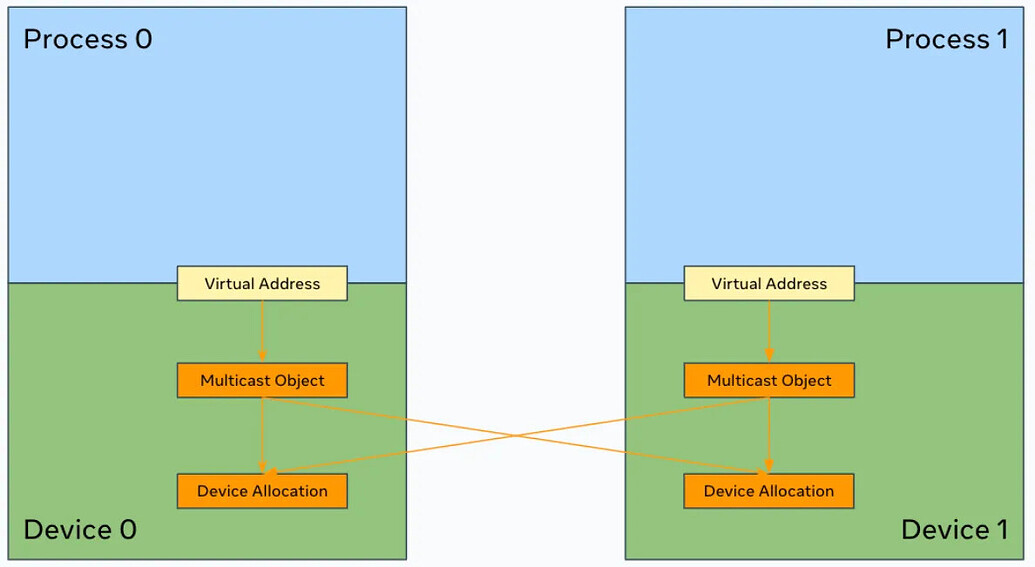 Process 0
Process 1
Virtual Address
Virtual Address
Multicast Object
Multicast Object
Device Allocation
Device Allocation
Device 0
Device 1